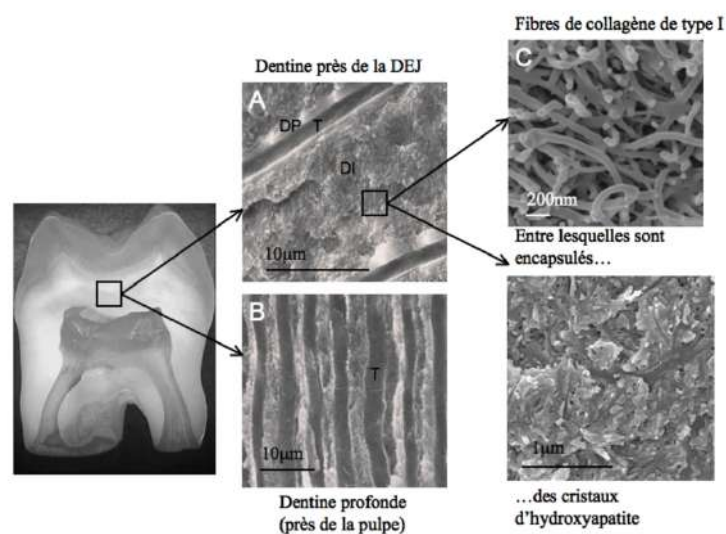 Fibres de collagène de type I
Dentine près de la DEJ
A
DP T
DI
10µm
C
200nm
Entre lesquelles sont
encapsulés…
B
T
10µm
Dentine profonde
(près de la pulpe)
1µm
…des cristaux
d’hydroxyapatite